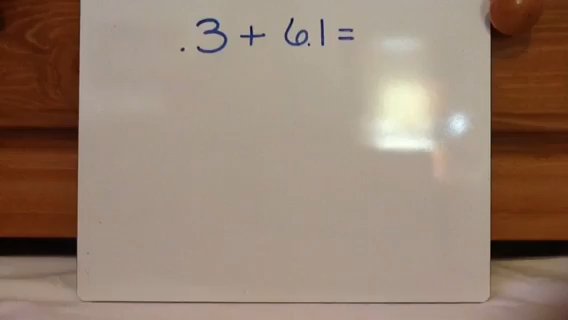 .3 + 6.1 =